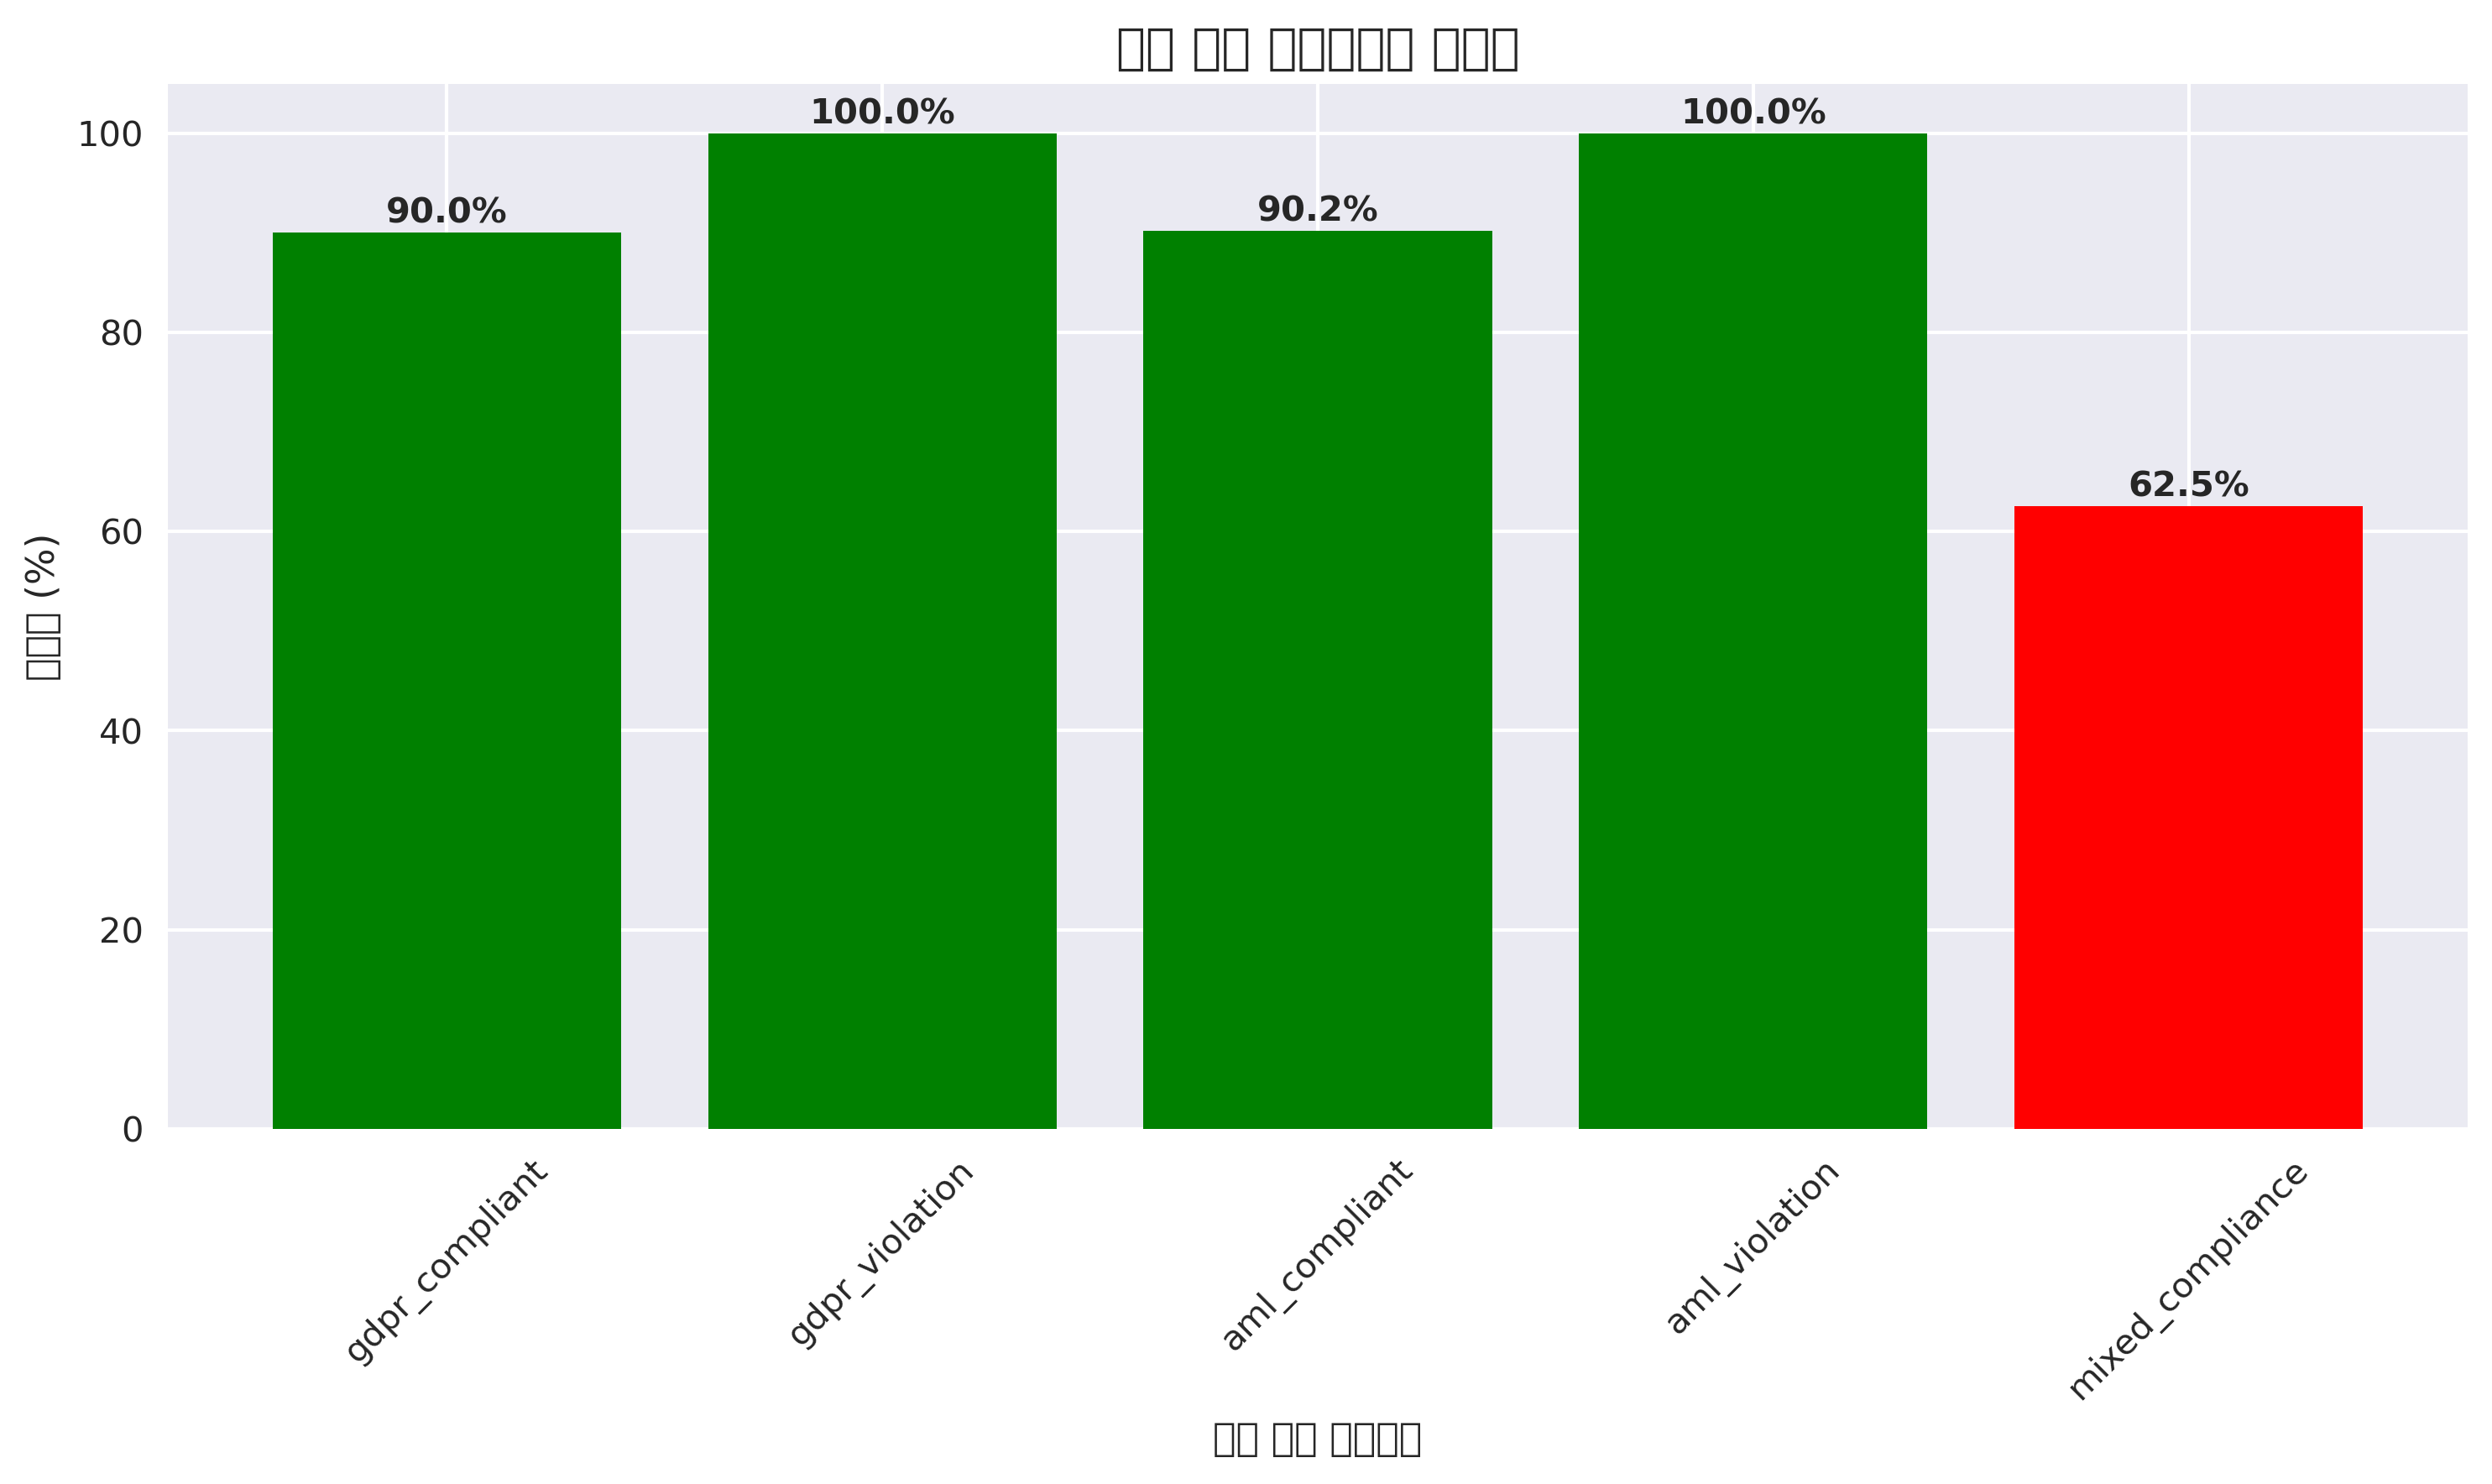 100.0%
100.0%
90.0%
90.2%
62.5%
100
80
60
40
20
0
(%)
gdpr_compliant
gdpr_violation
aml_compliant
aml_violation
mixed_compliance